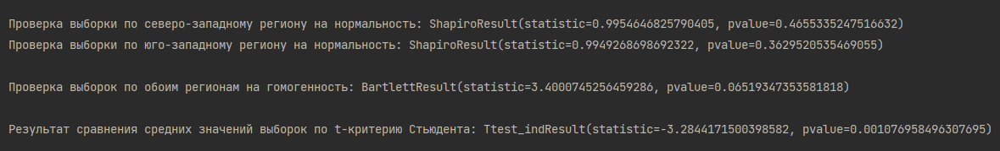 Проверка выборки по северо-западному региону на нормальность: ShapiroResult(statistic=0.9954646825790405, pvalue=0.4655335247516632)
Проверка выборки по юго-западному региону на нормальность: ShapiroResult(statistic=0.9949268698692322, pvalue=0.3629520535469055)
Проверка выборок по обоим регионам на гомогенность: BartlettResult(statistic=3.4000745256459286, pvalue=0.06519347353581818)
Результат сравнения средних значений выборок по t-критерию Стьюдента: Ttest_indResult(statistic=-3.2844171500398582, pvalue=0.001076958496307695)